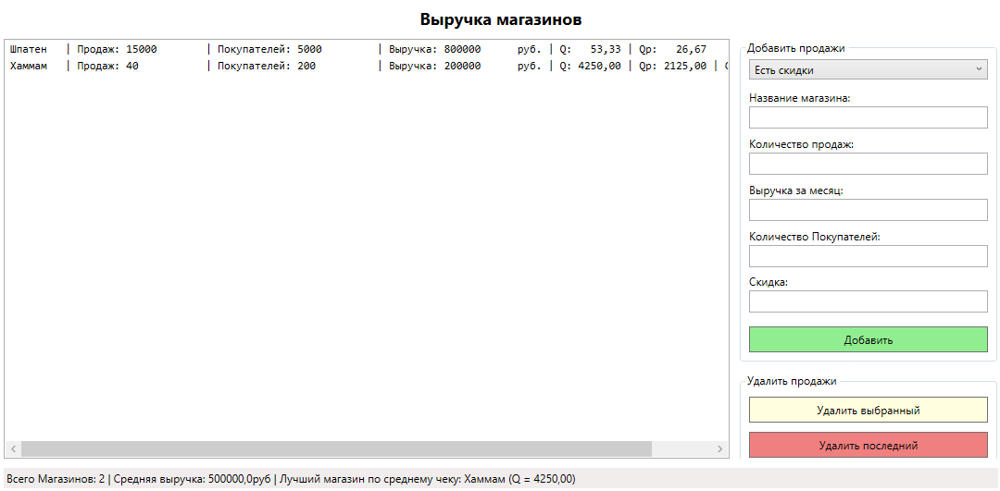 Выручка магазинов
Шпатен | Продаж: 15000 | Покупателей: 5000 | Выручка: 800000 руб. | Q: 53,33 | Qp: 26,67
Хаммам | Продаж: 40 | Покупателей: 200 | Выручка: 200000 руб. | Q: 4250,00 | Qp: 2125,00 |
Добавить продажи
Есть скидки
Название магазина:
Количество продаж:
Выручка за месяц:
Количество Покупателей:
Скидка:
Добавить
Удалить продажи
Удалить выбранный
Удалить последний
Всего Магазинов: 2 | Средняя выручка: 500000,0руб | Лучший магазин по среднему чеку: Хаммам (Q = 4250,00)